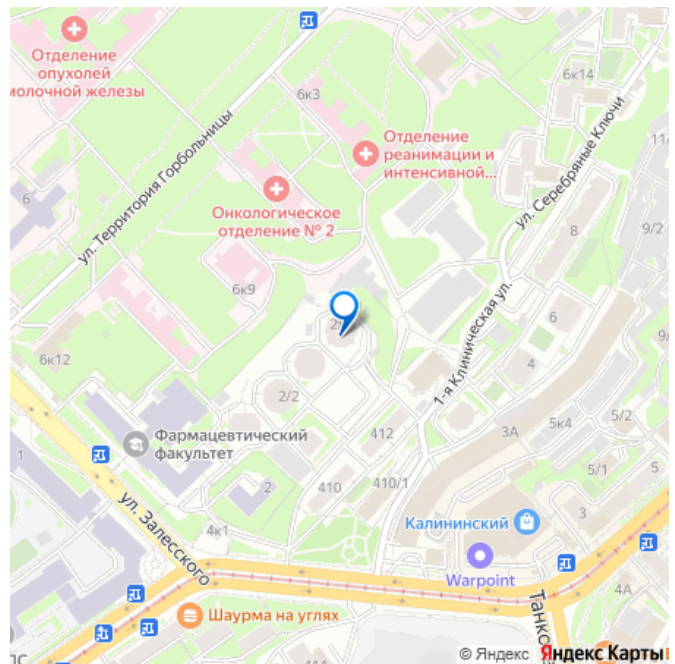 Отделение
опухолей
молочной железы
6к3
6к14
ул. Территория Горбольницы
Отделение
реанимации и
интенсивной...
ул. Серебряные Ключи
11/
6
Онкологическое
отделение № 2
8
9/2
6к9
6
6к12
2/2
1-я Клиническая ул.
4
9/
412
3А
5к4
5/2
Фармацевтический
факультет
1
2
410
410/1
5/1
5
3
ул. Залесского
4к1
Калининский
Warpoint
4А
Шаурма на углях
Танко
© Яндекс Яндекс Карты